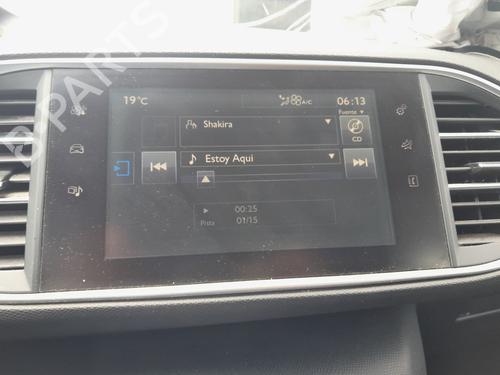 B-PARTS
19°C
A/C
06:13
Shakira
Fuente
CD
Estoy Aqui
00:25
Pista 01/15